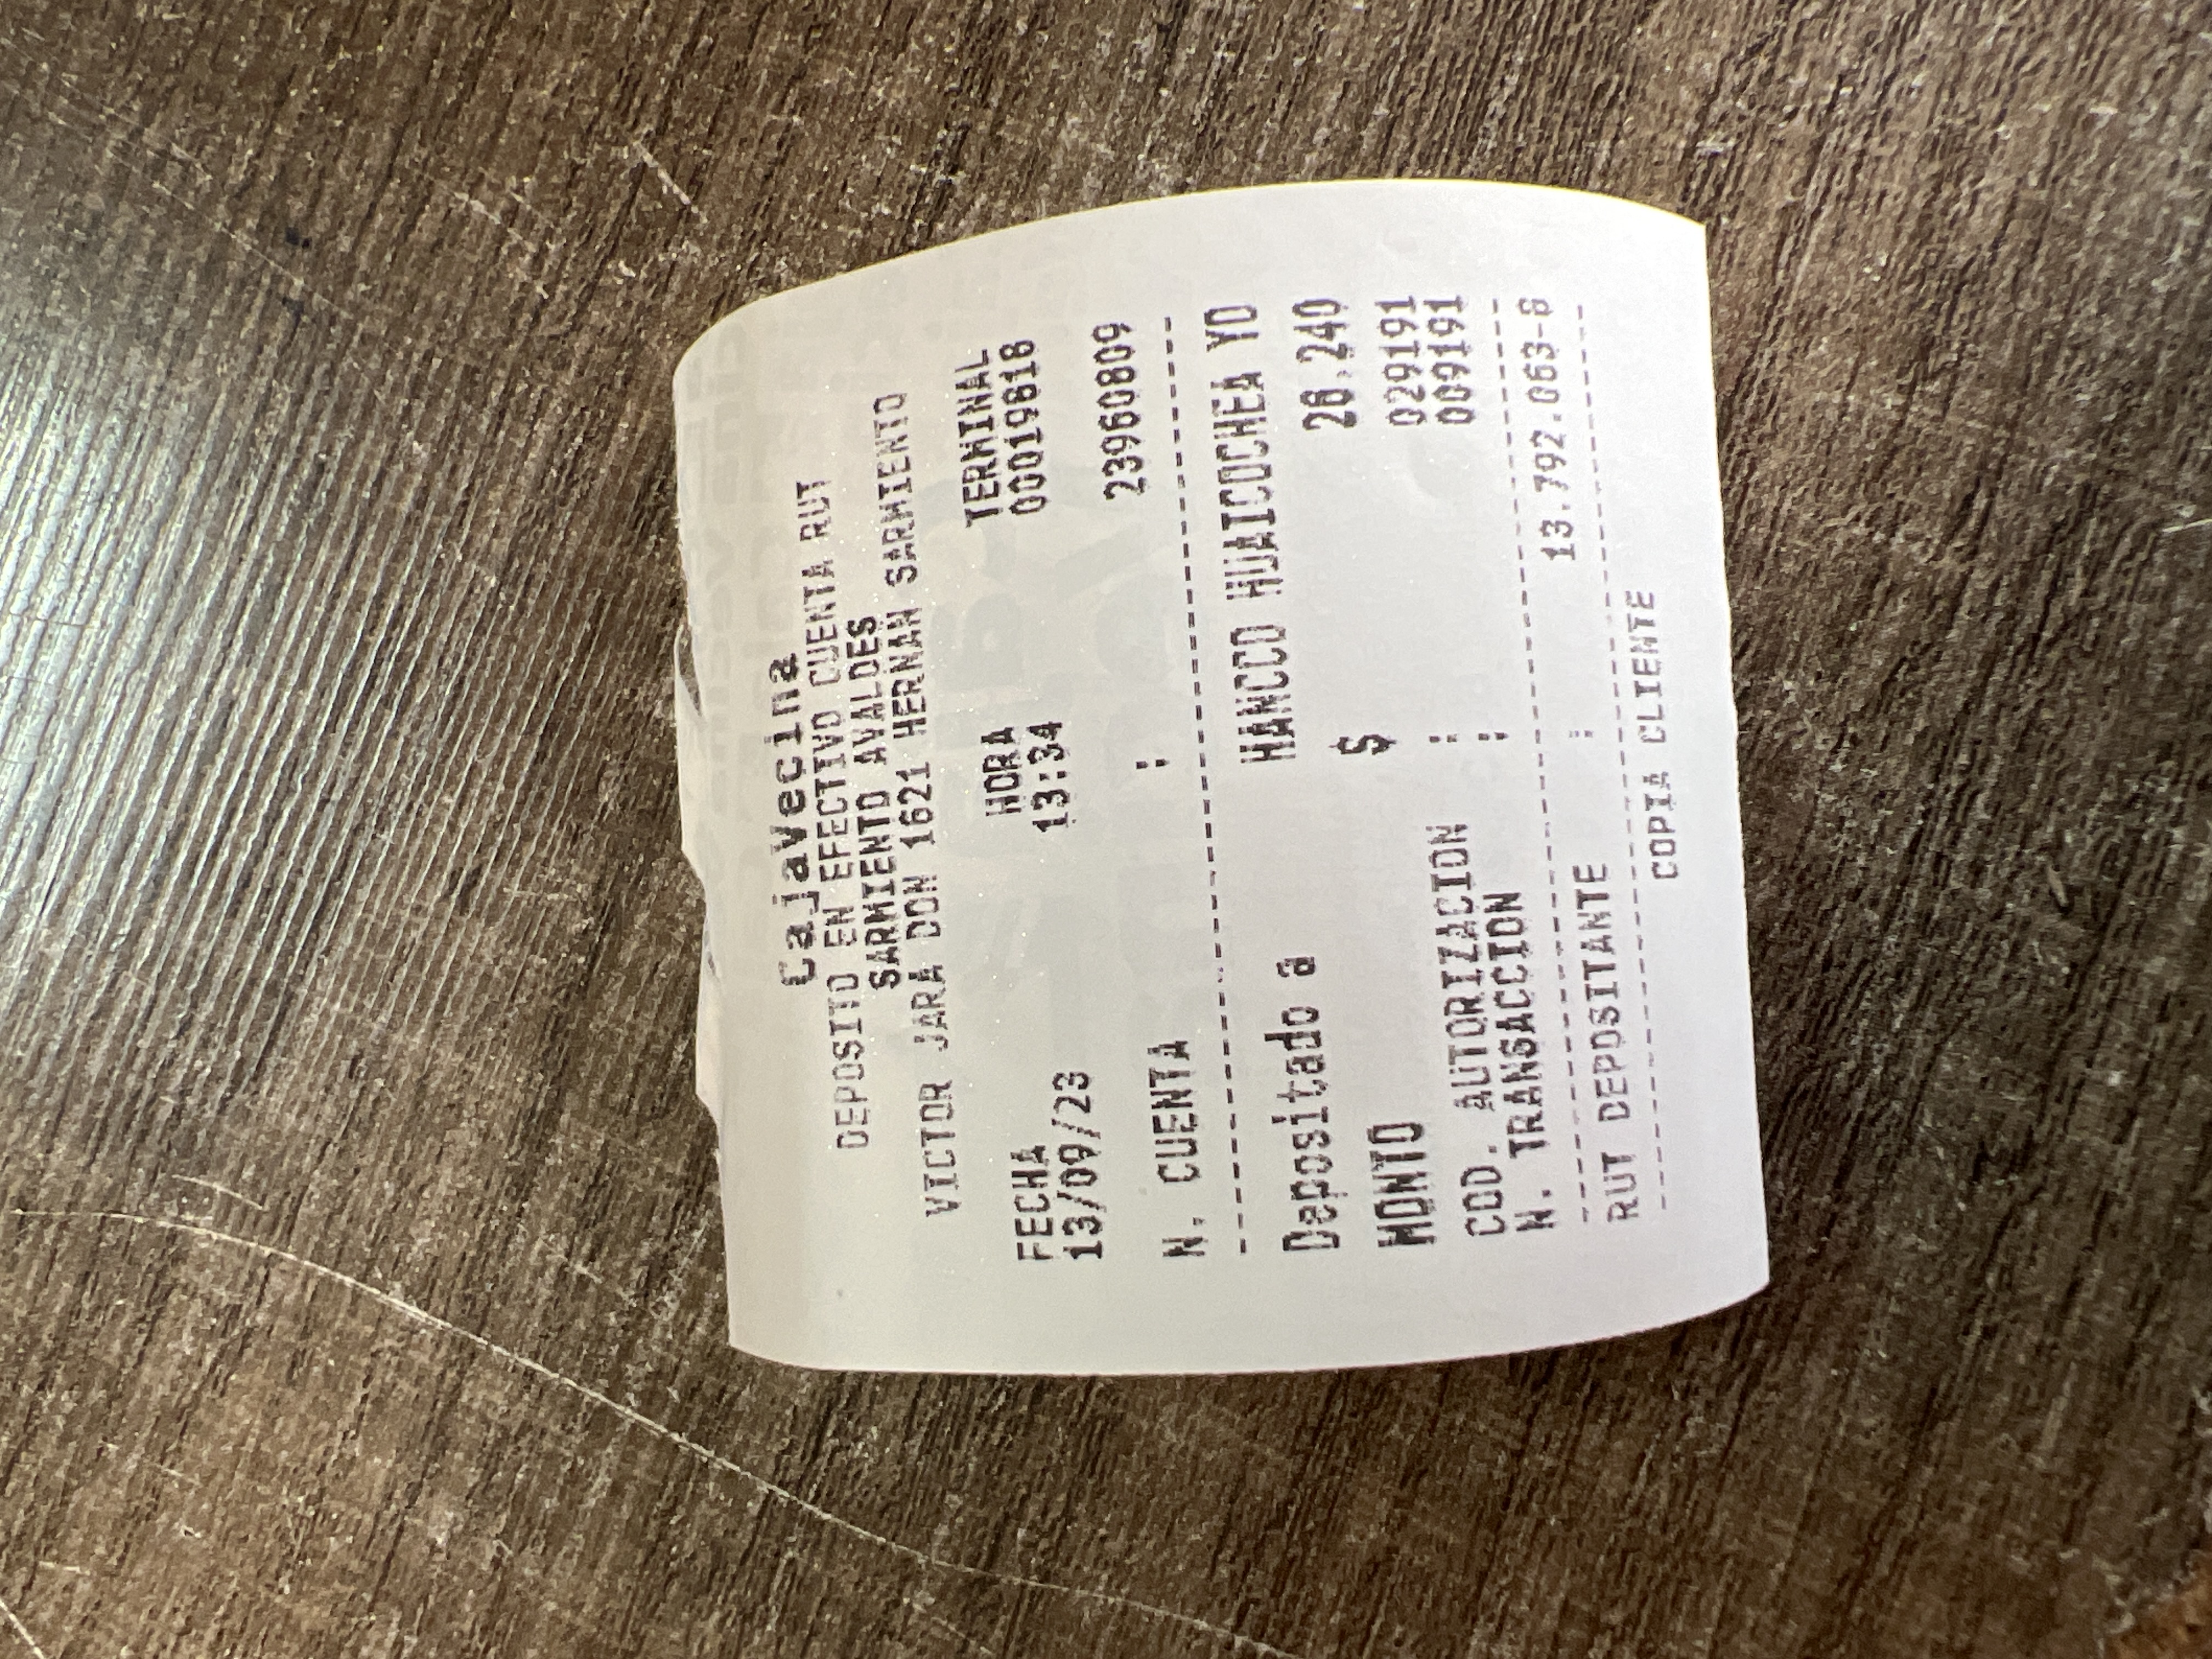 CajaVecina
DEPOSITO EN EFECTIVO CUENTA RUT
SARMIENTO AVALDES
VICTOR JARA DON 1621 HERNAN SARMIENTO
FECHA HORA TERMINAL
13/09/23 13:34 00019818
N. CUENTA : 23960809
Depositado a HANCCO HUAICOCHEA YO
MONTO $ 26.240
COD. AUTORIZACION : 029191
N. TRANSACCION : 009191
RUT DEPOSITANTE : 13.792.063-8
COPIA CLIENTE